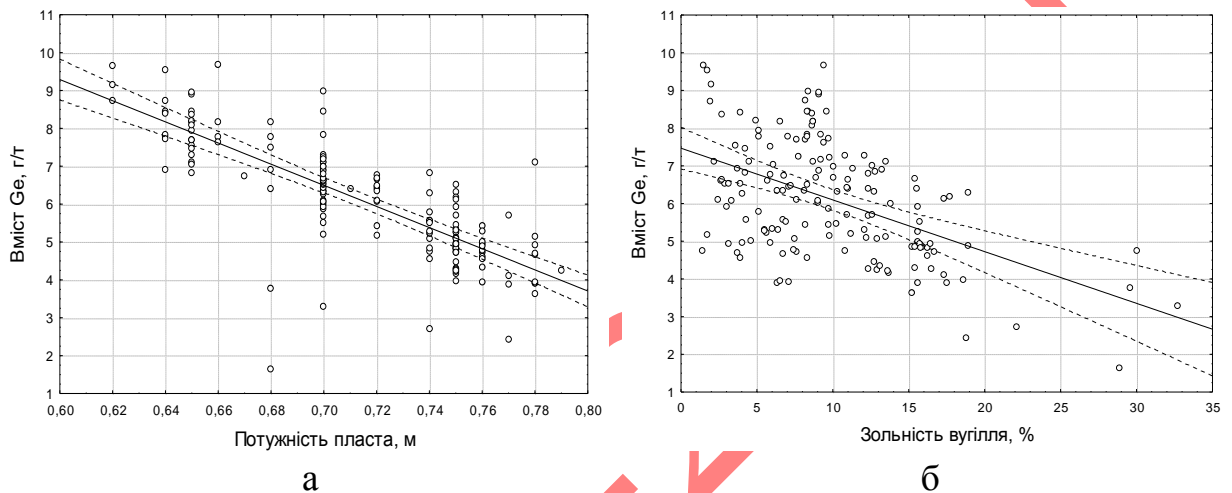 11
10
9
8
7
6
5
4
3
2
1
Вміст Ge, г/т
0,60 0,62 0,64 0,66 0,68 0,70 0,72 0,74 0,76 0,78 0,80
Потужність пласта, м
а
11
10
9
8
7
6
5
4
3
2
1
Вміст Ge, г/т
0 5 10 15 20 25 30 35
Зольність вугілля, %
б